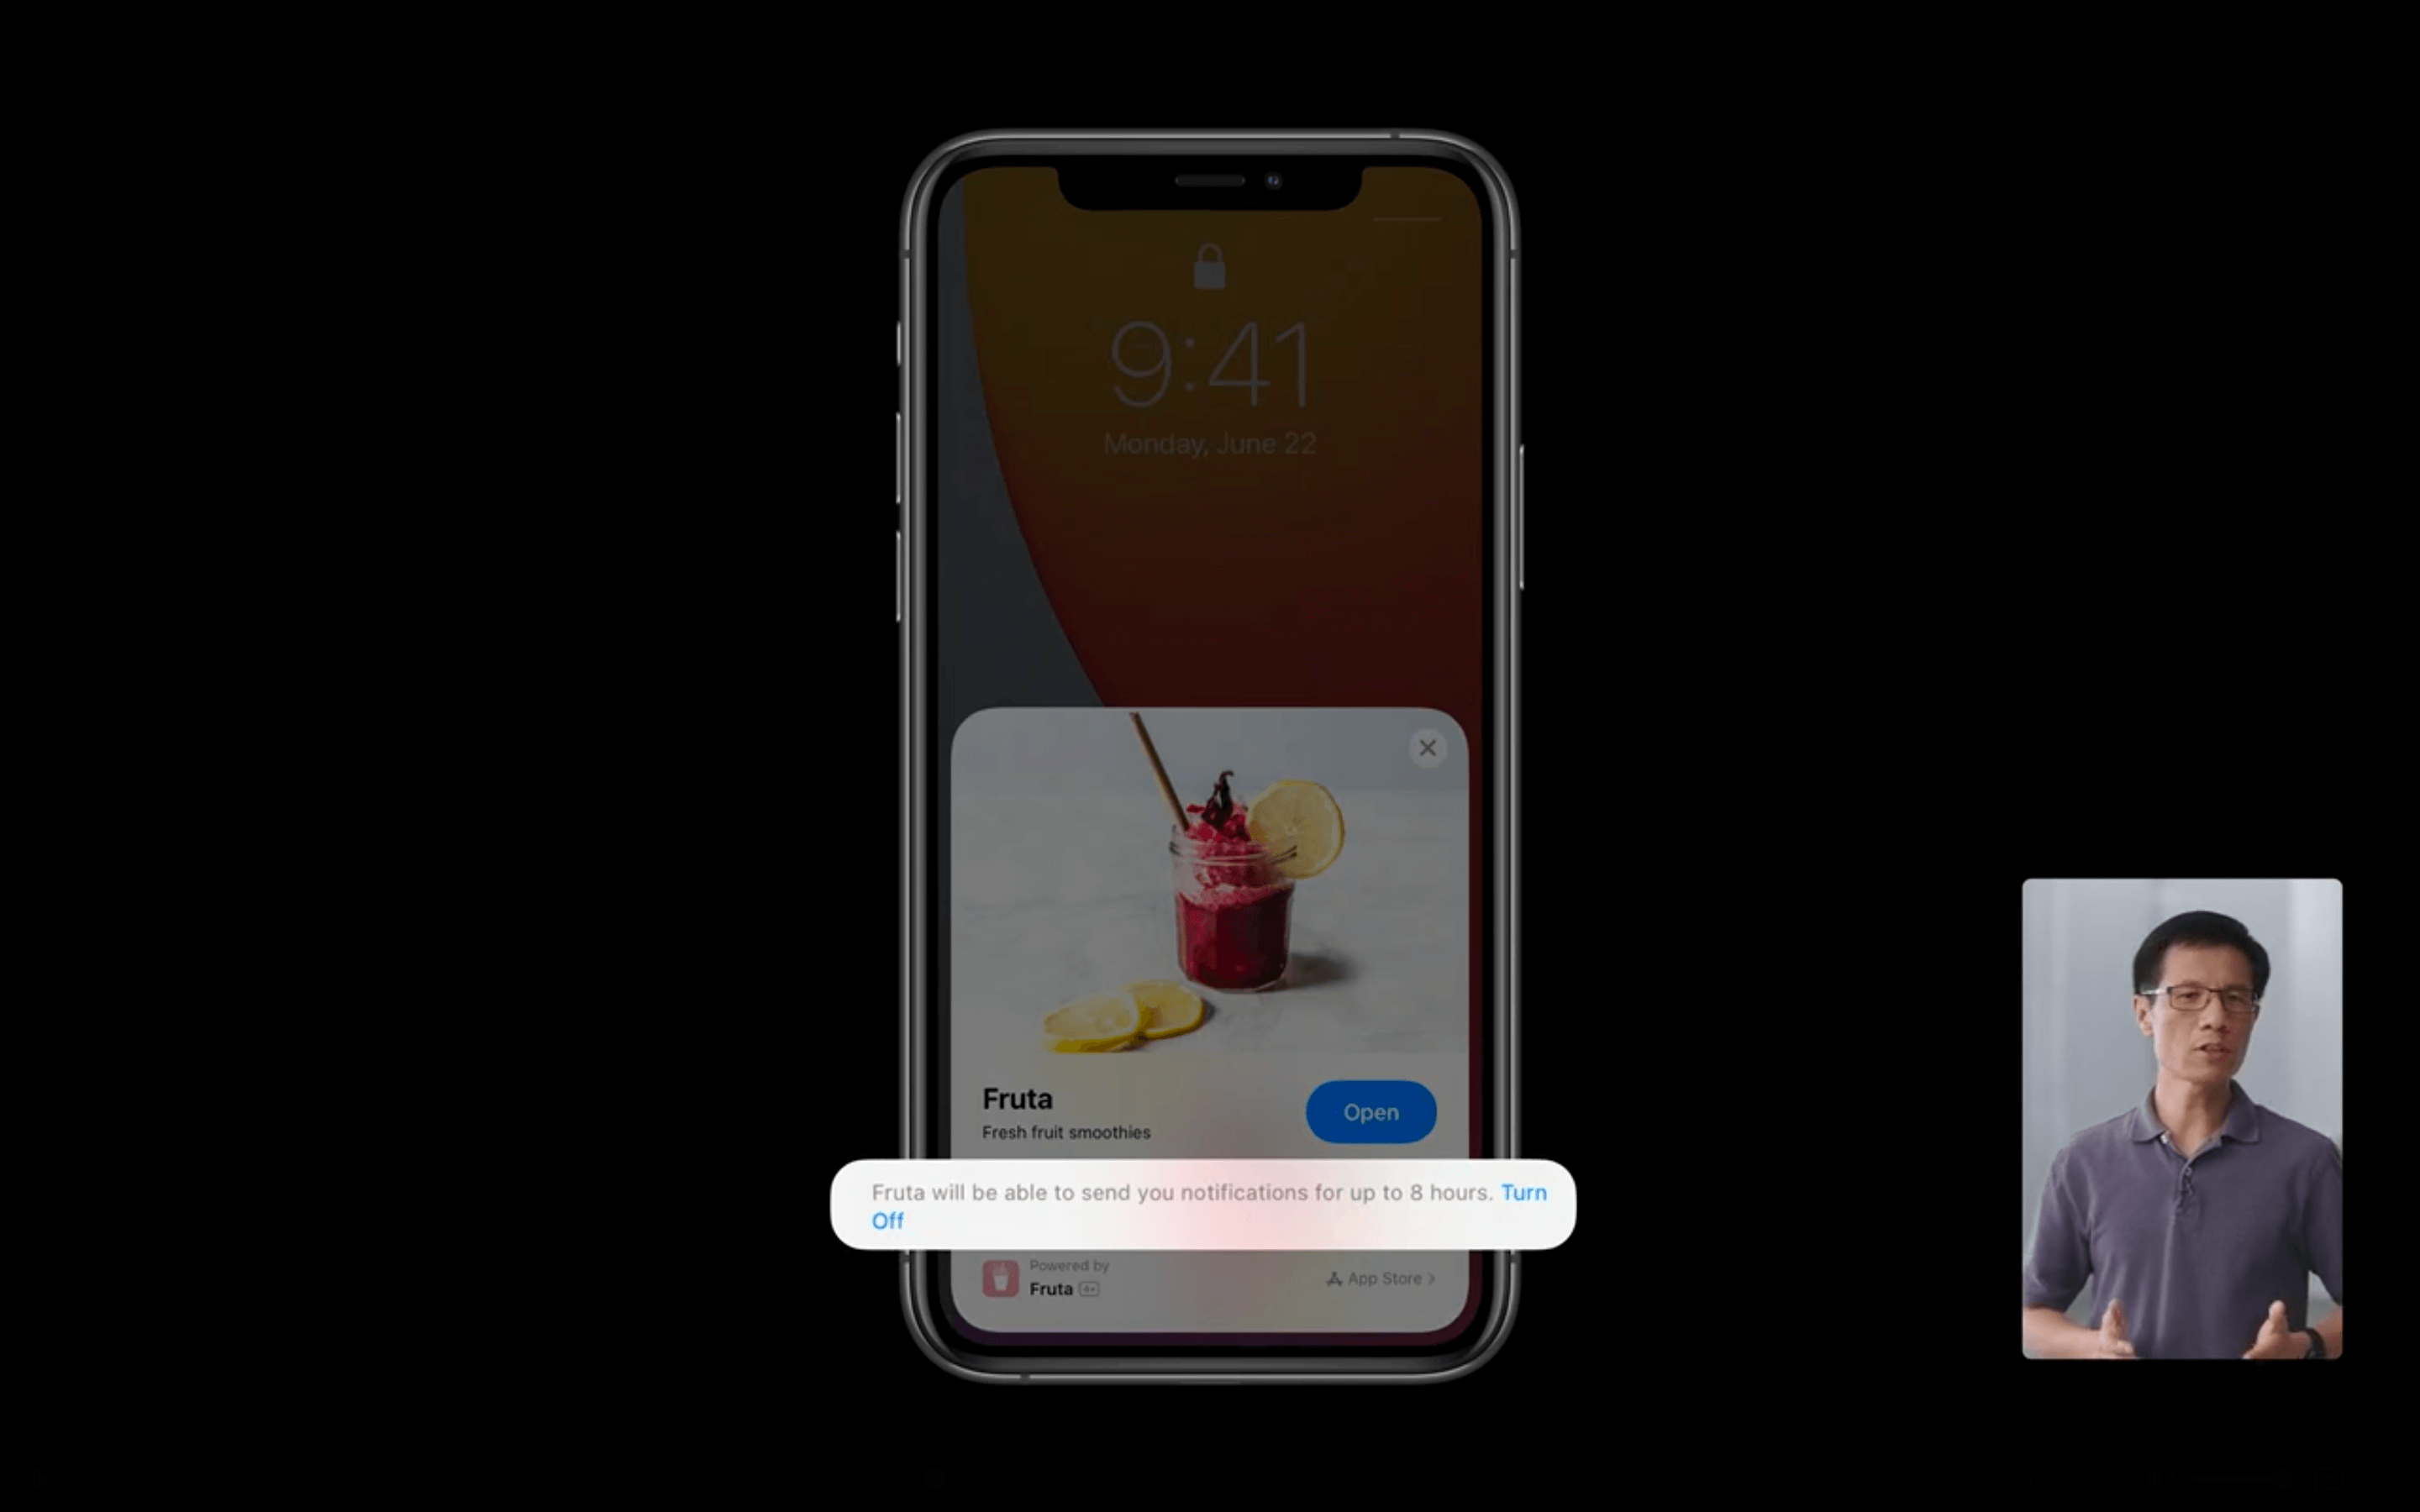 9:41
Monday, June 22
Fruta
Fresh fruit smoothies
Open
Fruta will be able to send you notifications for up to 8 hours. Turn
Off
Powered by
Fruta 4+
App Store >